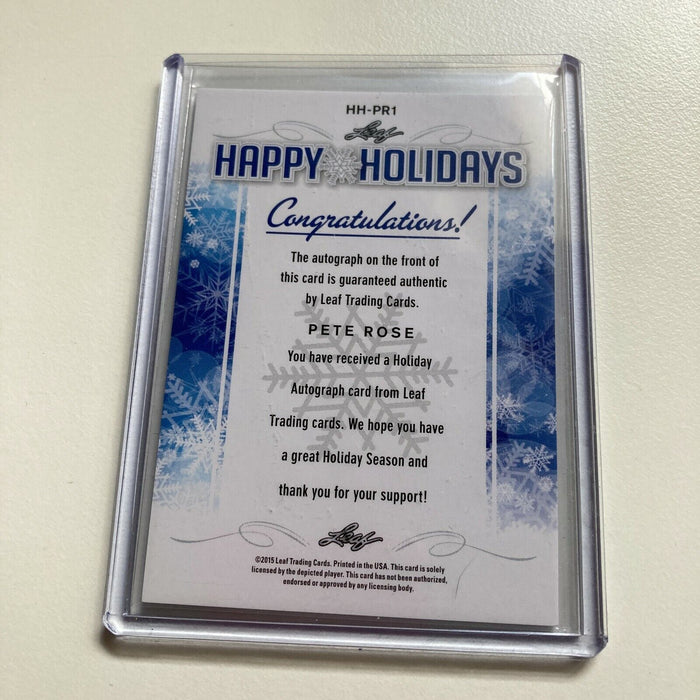 HH-PR1
Leaf
HAPPY HOLIDAYS
Congratulations!
The autograph on the front of
this card is guaranteed authentic
by Leaf Trading Cards.
PETE ROSE
You have received a Holiday
Autograph card from Leaf
Trading cards. We hope you have
a great Holiday Season and
thank you for your support!
Leaf
©2015 Leaf Trading Cards. Printed in the USA. This card is solely
licensed by the depicted player. This card has not been authorized,
endorsed or approved by any licensing body.